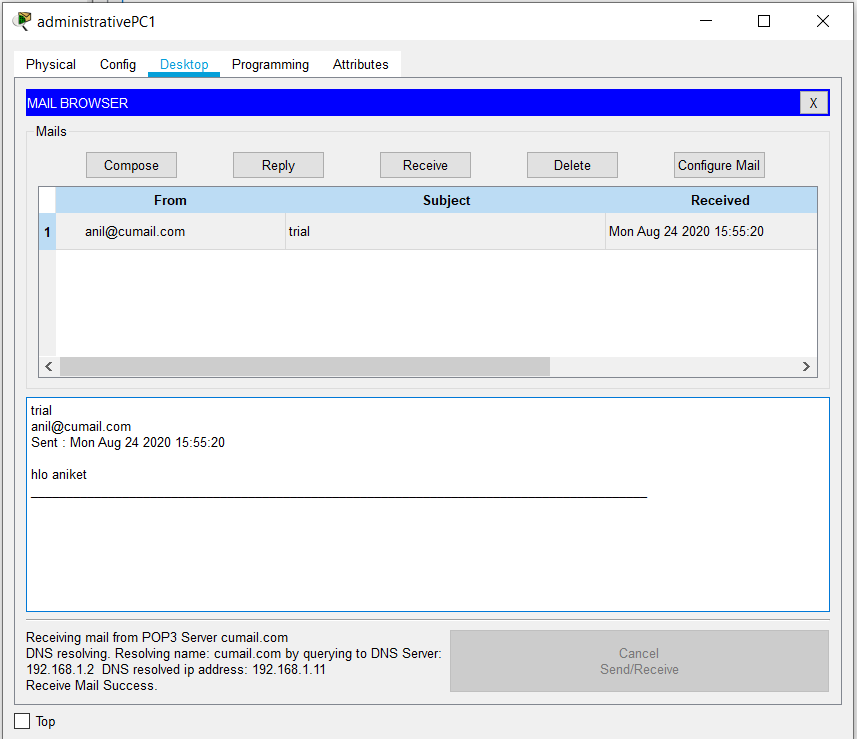 administrativePC1
Physical Config Desktop Programming Attributes
MAIL BROWSER X
Mails
Compose Reply Receive Delete Configure Mail
From Subject Received
1 anil@cumail.com trial Mon Aug 24 2020 15:55:20
trial
anil@cumail.com
Sent : Mon Aug 24 2020 15:55:20
hlo aniket
Receiving mail from POP3 Server cumail.com
DNS resolving. Resolving name: cumail.com by querying to DNS Server:
192.168.1.2 DNS resolved ip address: 192.168.1.11
Receive Mail Success.
Cancel
Send/Receive
Top